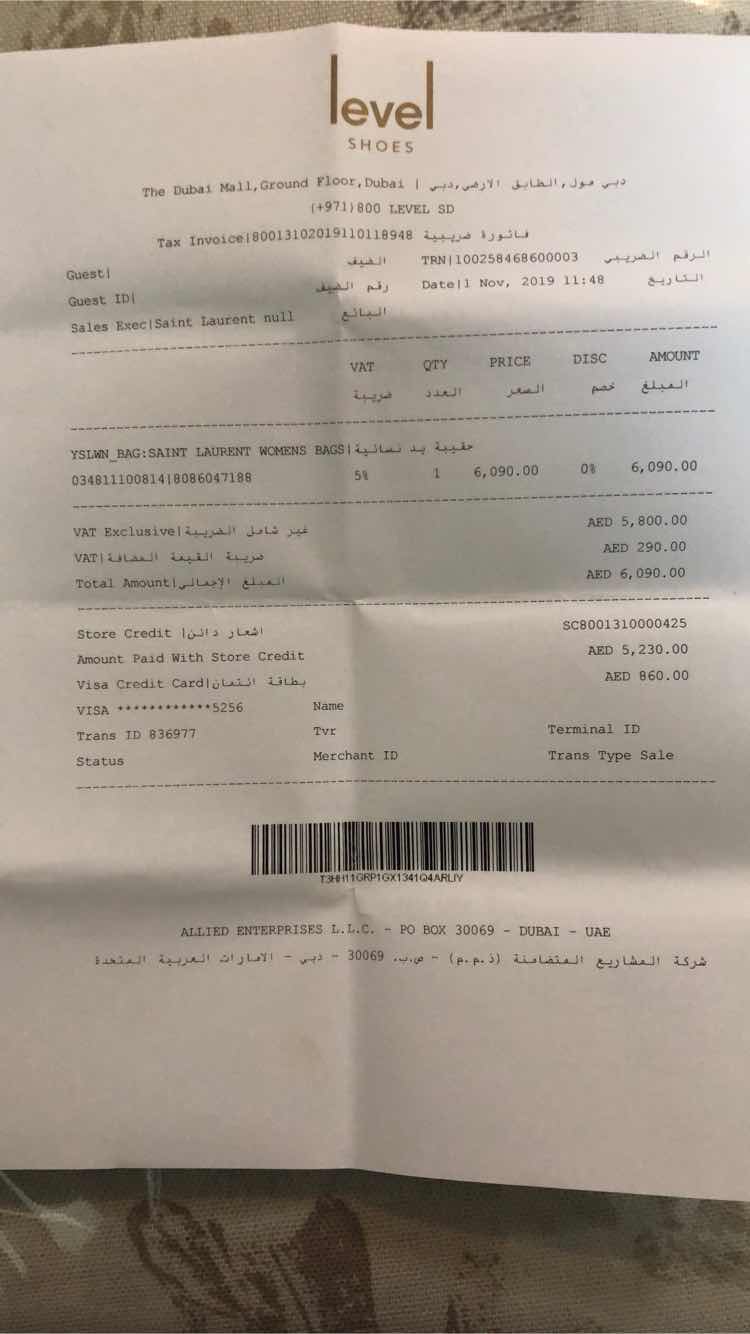 level
SHOES
The Dubai Mall,Ground Floor,Dubai | دبي مول,الطابق الارضي,دبي
(+971)800 LEVEL SD
Tax Invoice|80013102019110118948 فاتورة ضريبية
Guest| الضيف TRN|100258468600003 الرقم الضريبي
Guest ID| رقم الضيف Date|1 Nov, 2019 11:48 التاريخ
Sales Exec|Saint Laurent null البائع
VAT QTY PRICE DISC AMOUNT
ضريبة العدد السعر خصم المبلغ
YSLWN_BAG:SAINT LAURENT WOMENS BAGS|حقيبة يد نسائية
034811100814|8086047188 5% 1 6,090.00 0% 6,090.00
VAT Exclusive|غير شامل الضريبة AED 5,800.00
VAT|ضريبة القيمة المضافة AED 290.00
Total Amount|المبلغ الإجمالي AED 6,090.00
Store Credit |اشعار دائن SC8001310000425
Amount Paid With Store Credit AED 5,230.00
Visa Credit Card|بطاقة ائتمان AED 860.00
VISA ************5256 Name
Trans ID 836977 Tvr Terminal ID
Status Merchant ID Trans Type Sale
T3HH11GRP1GX1341Q4ARLIY
ALLIED ENTERPRISES L.L.C. - PO BOX 30069 - DUBAI - UAE
شركة المشاريع المتضامنة (ذ.م.م) - ص.ب. 30069 - دبي - الامارات العربية المتحدة